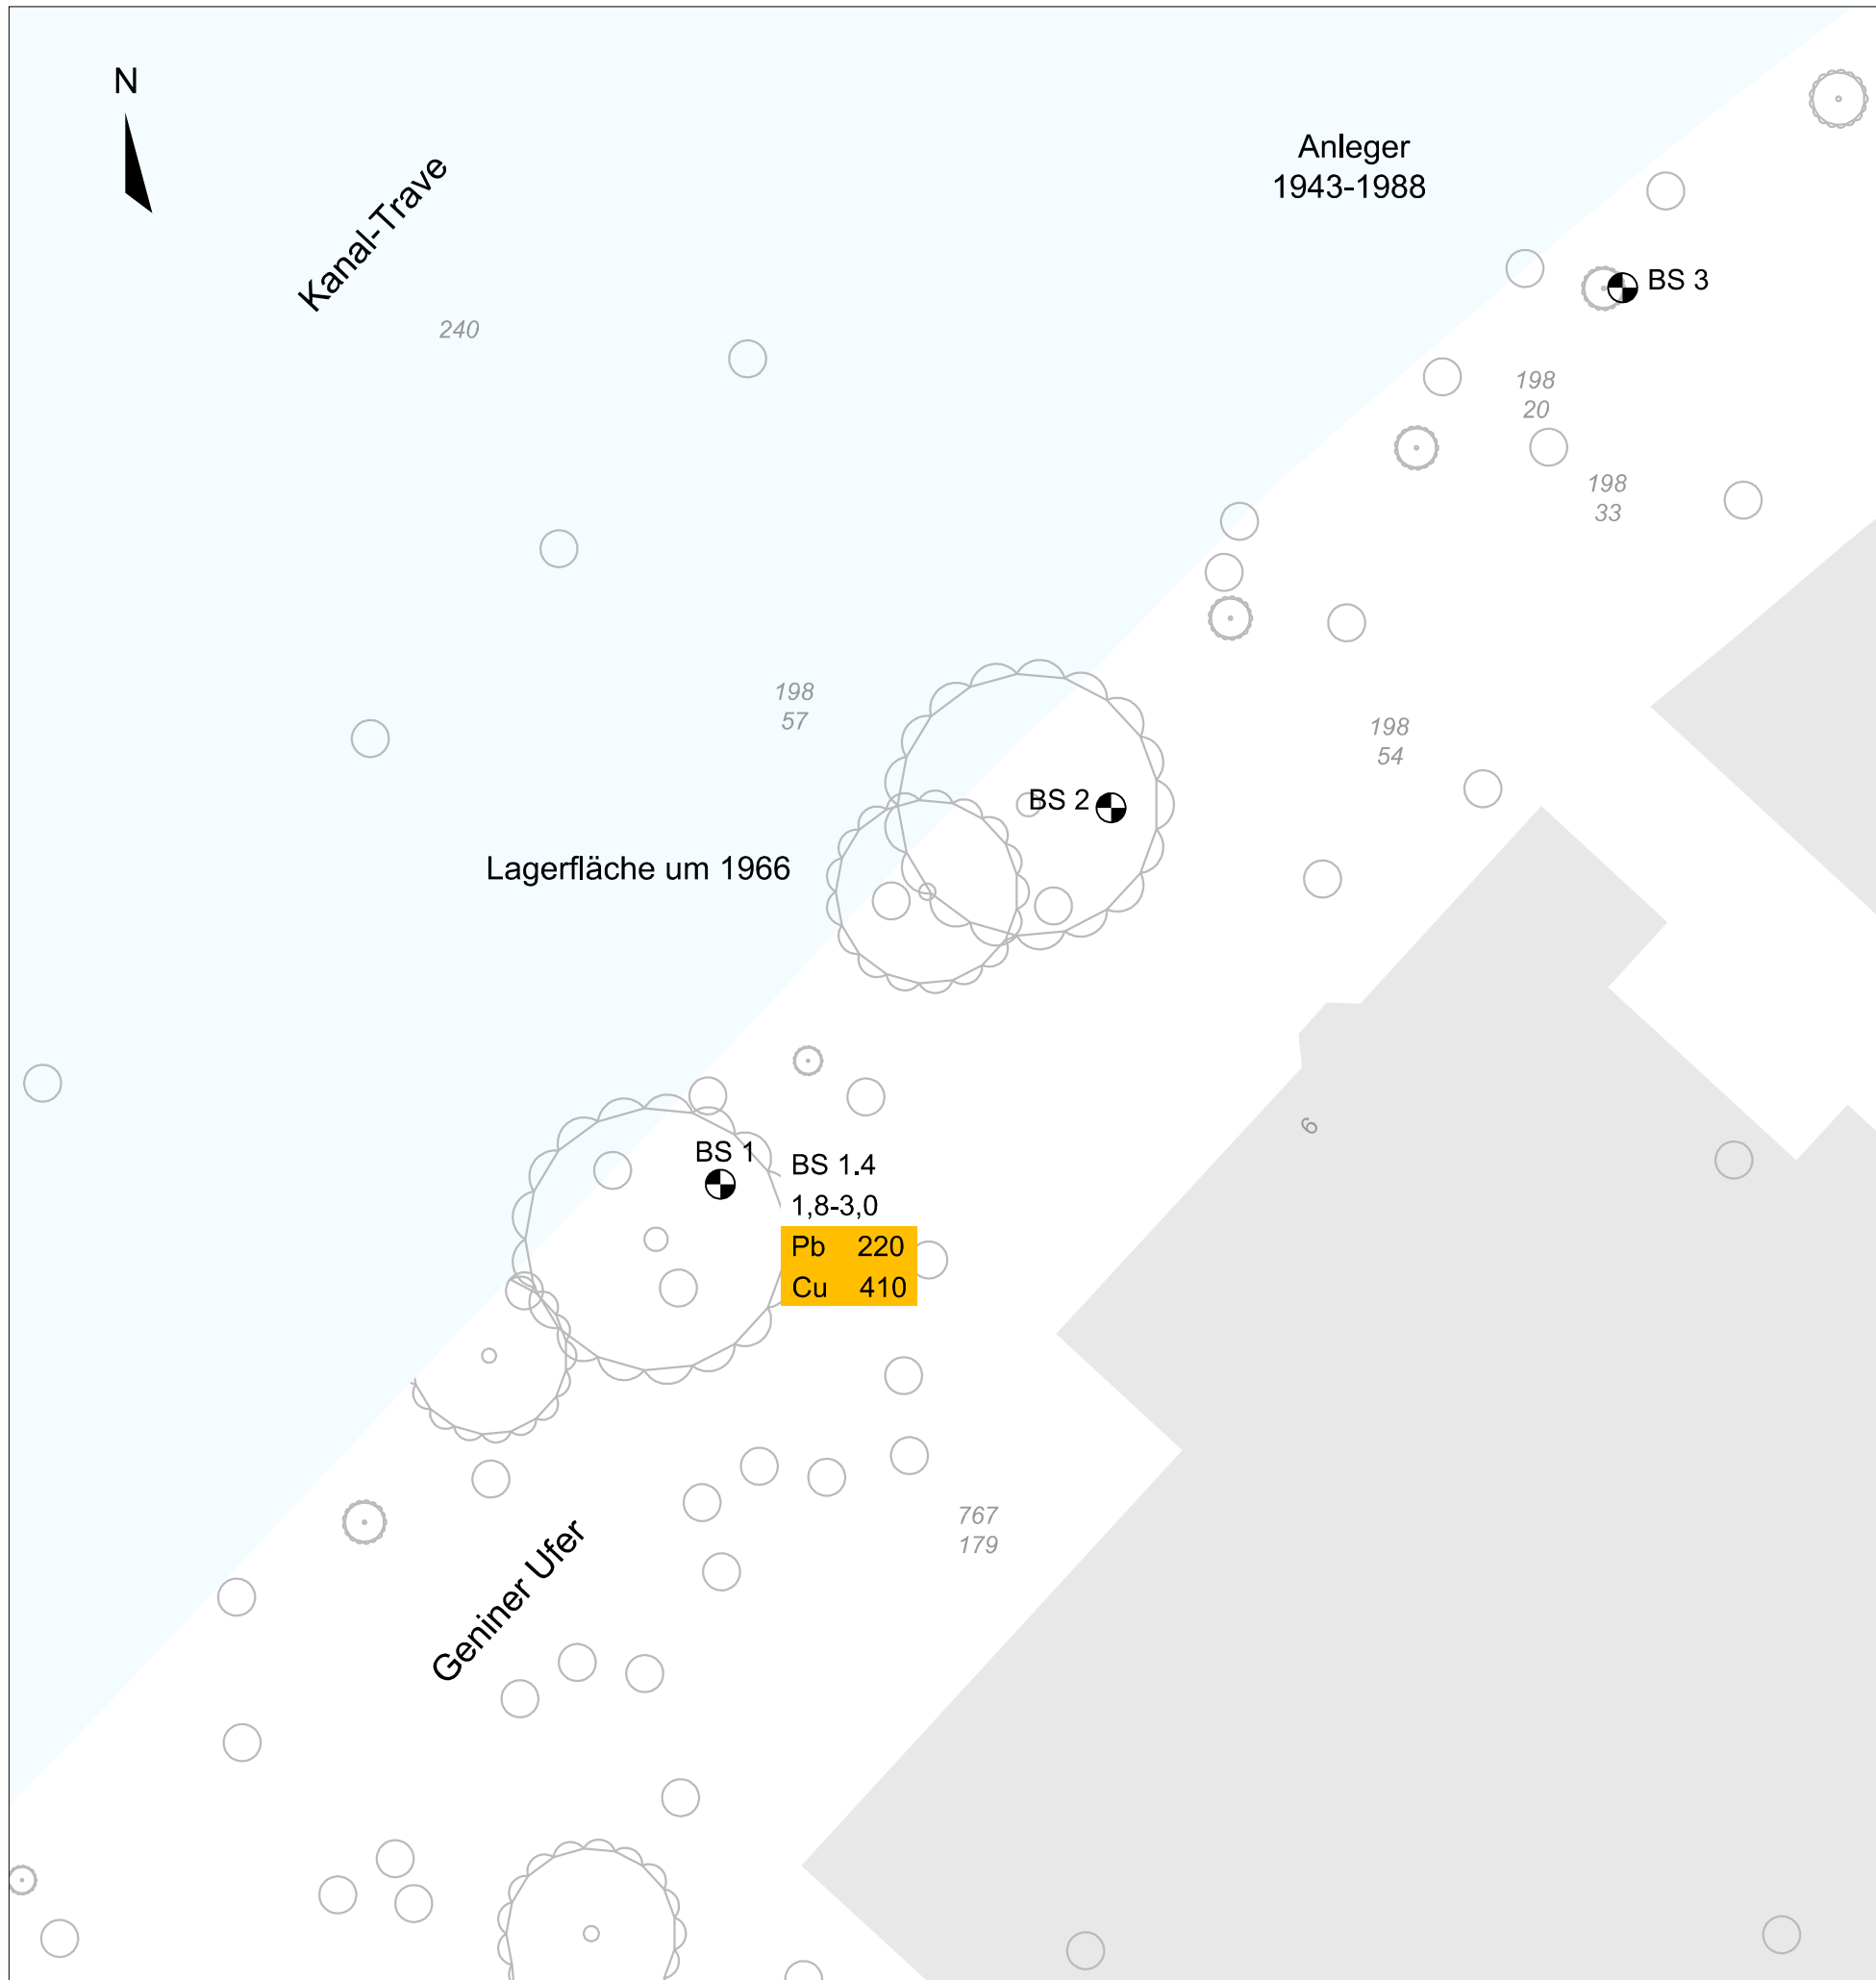 N
Anleger
1943-1988
Kanal-Trave
BS 3
240
198
20
198
33
198
57
198
54
BS 2
Lagerfläche um 1966
6
BS 1
BS 1.4
1,8-3,0
Pb 220
Cu 410
767
179
Geniner Ufer